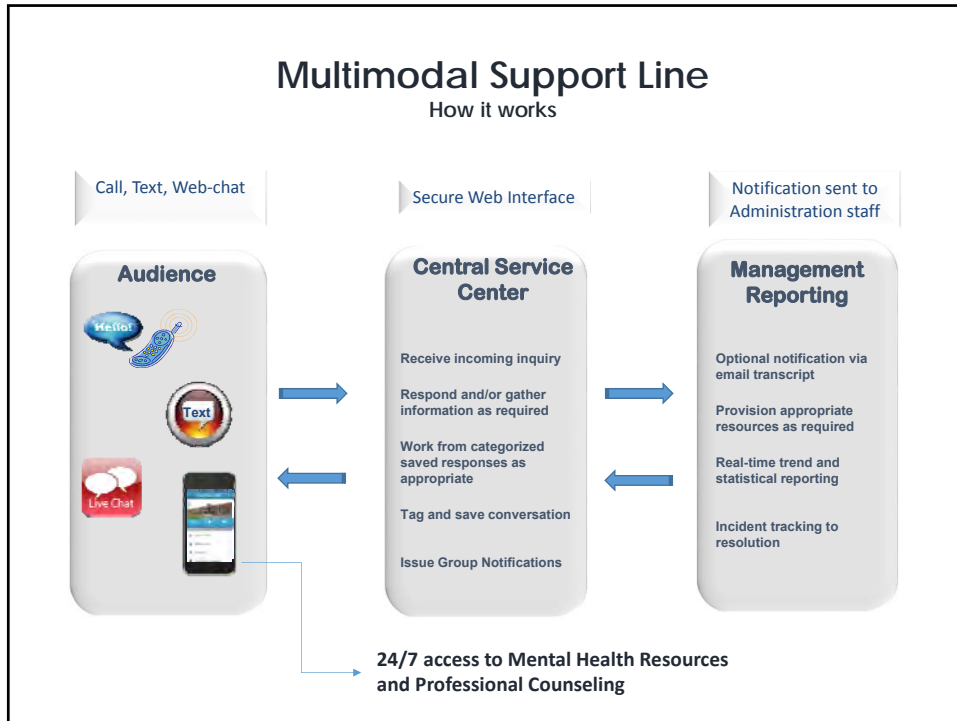 Multimodal Support Line
How it works
Call, Text, Web-chat
Audience
Hello!
Text
Live Chat
Secure Web Interface
Central Service
Center
Receive incoming inquiry
Respond and/or gather
information as required
Work from categorized
saved responses as
appropriate
Tag and save conversation
Issue Group Notifications
Notification sent to
Administration staff
Management
Reporting
Optional notification via
email transcript
Provision appropriate
resources as required
Real-time trend and
statistical reporting
Incident tracking to
resolution
24/7 access to Mental Health Resources
and Professional Counseling